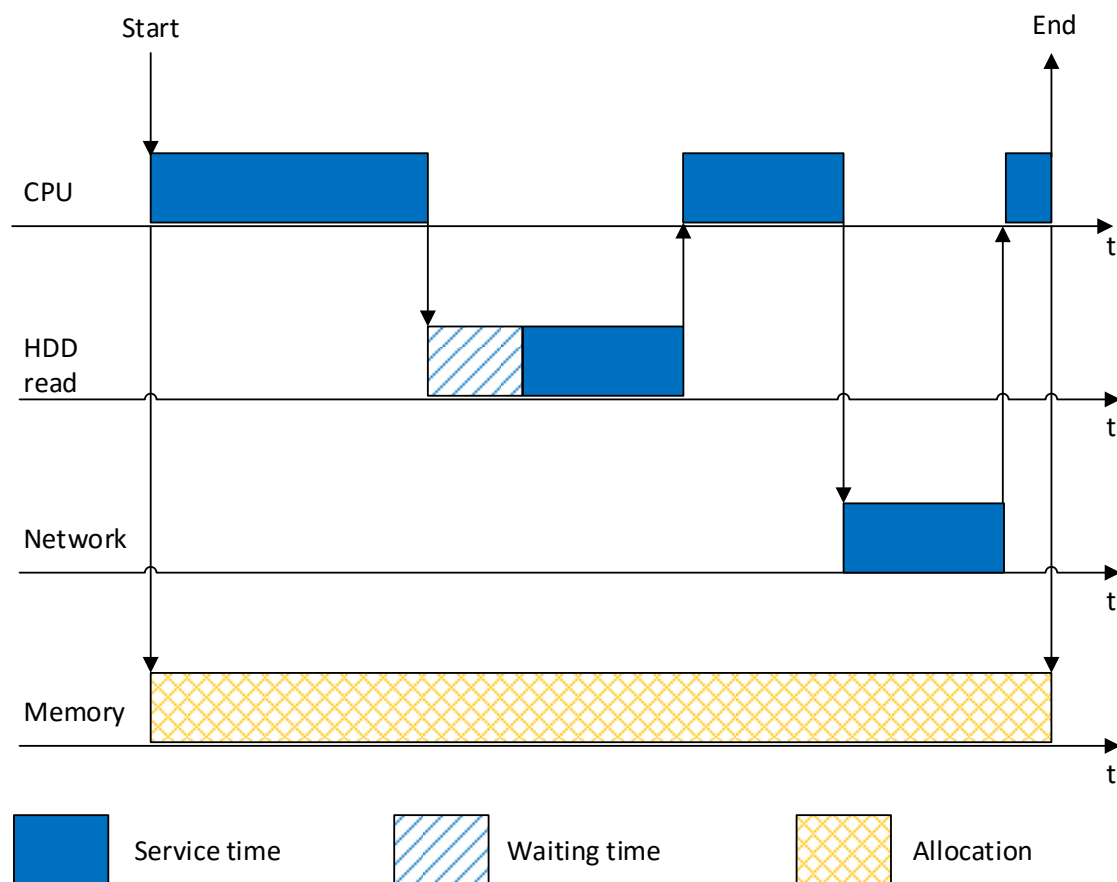 Start
End
CPU
t
HDD
read
t
Network
t
Memory
t
Service time
Waiting time
Allocation